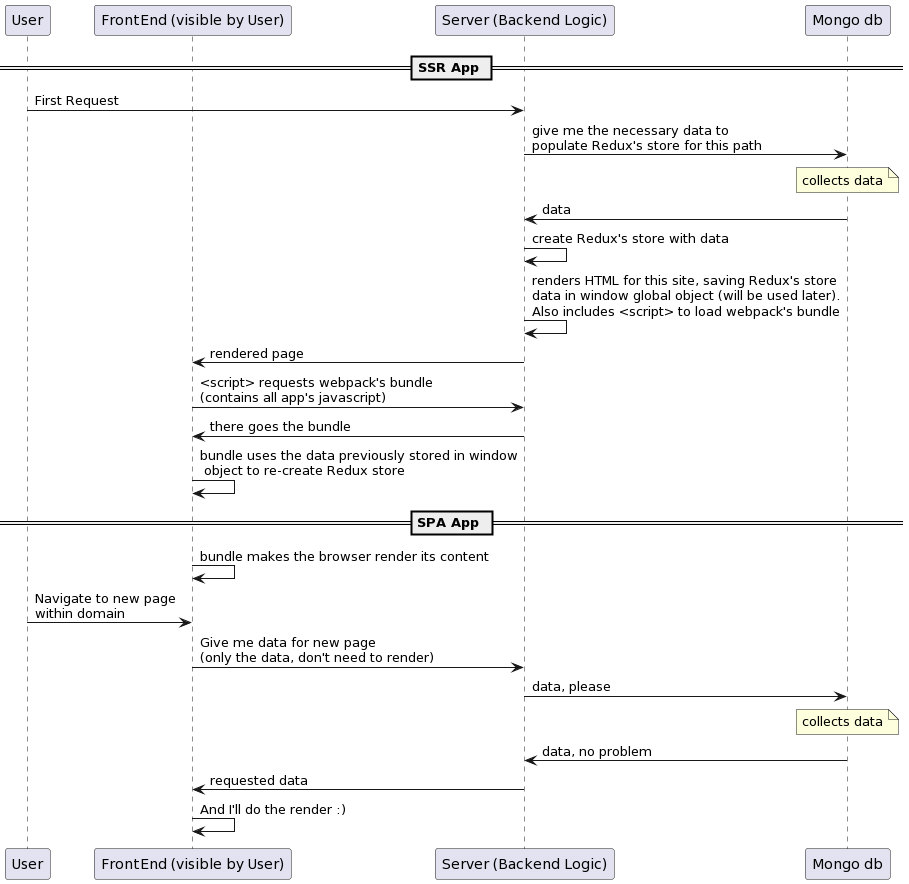 User
FrontEnd (visible by User)
Server (Backend Logic)
Mongo db
SSR App
First Request
give me the necessary data to
populate Redux's store for this path
collects data
data
create Redux's store with data
renders HTML for this site, saving Redux's store
data in window global object (will be used later).
Also includes <script> to load webpack's bundle
rendered page
<script> requests webpack's bundle
(contains all app's javascript)
there goes the bundle
bundle uses the data previously stored in window
object to re-create Redux store
SPA App
bundle makes the browser render its content
Navigate to new page
within domain
Give me data for new page
(only the data, don't need to render)
data, please
collects data
data, no problem
requested data
And I'll do the render :)
User
FrontEnd (visible by User)
Server (Backend Logic)
Mongo db